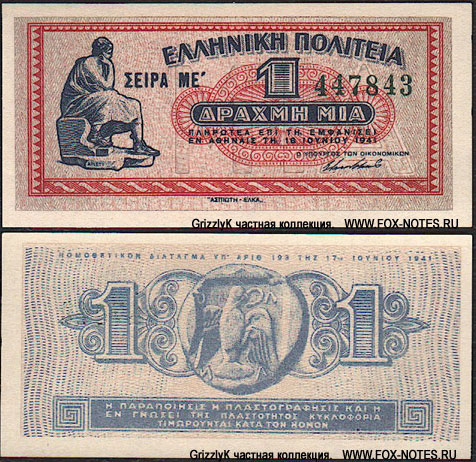 ΕΛΛΗΝΙΚΗ ΠΟΛΙΤΕΙΑ
ΣΕΙΡΑ ΜΕ'
1
447843
ΔΡΑΧΜΗ ΜΙΑ
ΠΛΗΡΩΤΕΑ ΕΠΙ ΤΗ ΕΜΦΑΝΙΣΕΙ
ΕΝ ΑΘΗΝΑΙΣ ΤΗ 18 ΙΟΥΝΙΟΥ 1941
Ο ΥΠΟΥΡΓΟΣ ΤΩΝ ΟΙΚΟΝΟΜΙΚΩΝ
"ΑΣΠΙΩΤΗ - ΕΛΚΑ"
GrizzlyK частная коллекция.
WWW.FOX-NOTES.RU
ΝΟΜΟΘΕΤΙΚΟΝ ΔΙΑΤΑΓΜΑ ΥΠ' ΑΡΙΘ 193 ΤΗΣ 17ης ΙΟΥΝΙΟΥ 1941
1
1
Η ΠΑΡΑΠΟΙΗΣΙΣ Η ΠΛΑΣΤΟΓΡΑΦΗΣΙΣ ΚΑΙ Η
ΕΝ ΓΝΩΣΕΙ ΤΗΣ ΠΛΑΣΤΟΤΗΤΟΣ ΚΥΚΛΟΦΟΡΙΑ
ΤΙΜΩΡΟΥΝΤΑΙ ΚΑΤΑ ΤΟΝ ΝΟΜΟΝ
GrizzlyK частная коллекция.
WWW.FOX-NOTES.RU